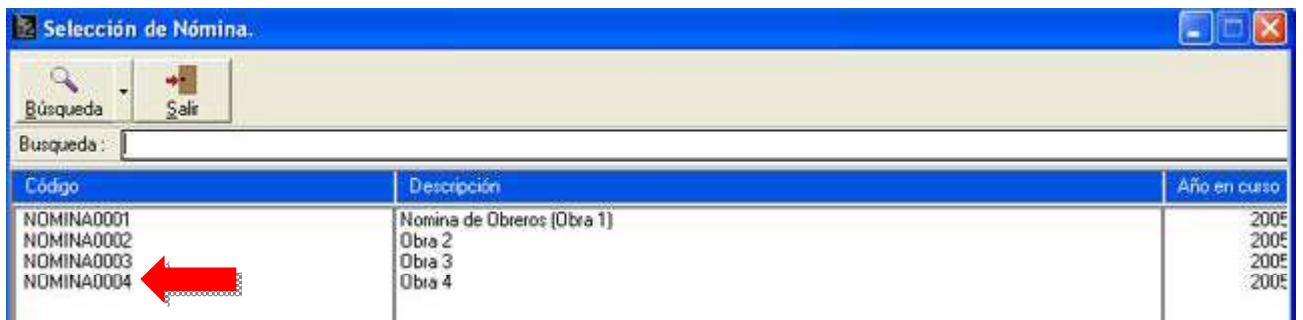 Selección de Nómina.
Búsqueda Salir
Busqueda :
Código Descripción Año en curso
NOMINA0001 Nomina de Obreros (Obra 1) 2005
NOMINA0002 Obra 2 2005
NOMINA0003 Obra 3 2005
NOMINA0004 Obra 4 2005